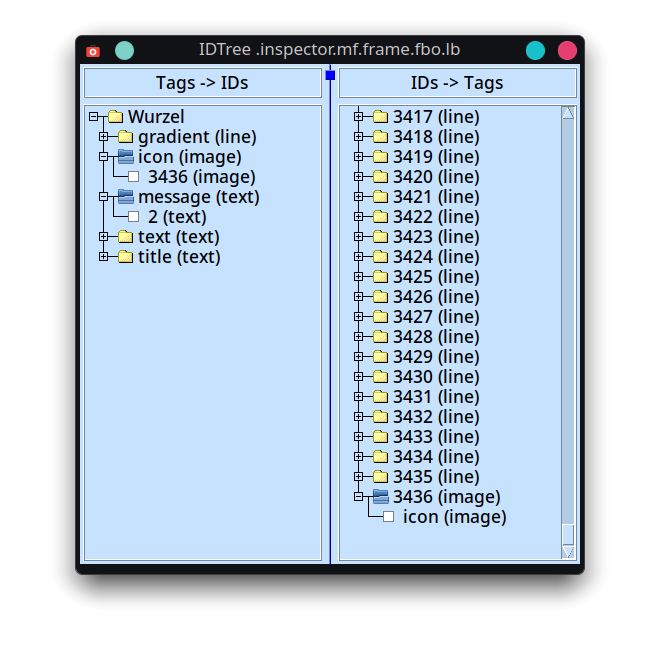 IDTree .inspector.mf.frame.fbo.lb
Tags -> IDs
Wurzel
gradient (line)
icon (image)
3436 (image)
message (text)
2 (text)
text (text)
title (text)
IDs -> Tags
3417 (line)
3418 (line)
3419 (line)
3420 (line)
3421 (line)
3422 (line)
3423 (line)
3424 (line)
3425 (line)
3426 (line)
3427 (line)
3428 (line)
3429 (line)
3430 (line)
3431 (line)
3432 (line)
3433 (line)
3434 (line)
3435 (line)
3436 (image)
icon (image)